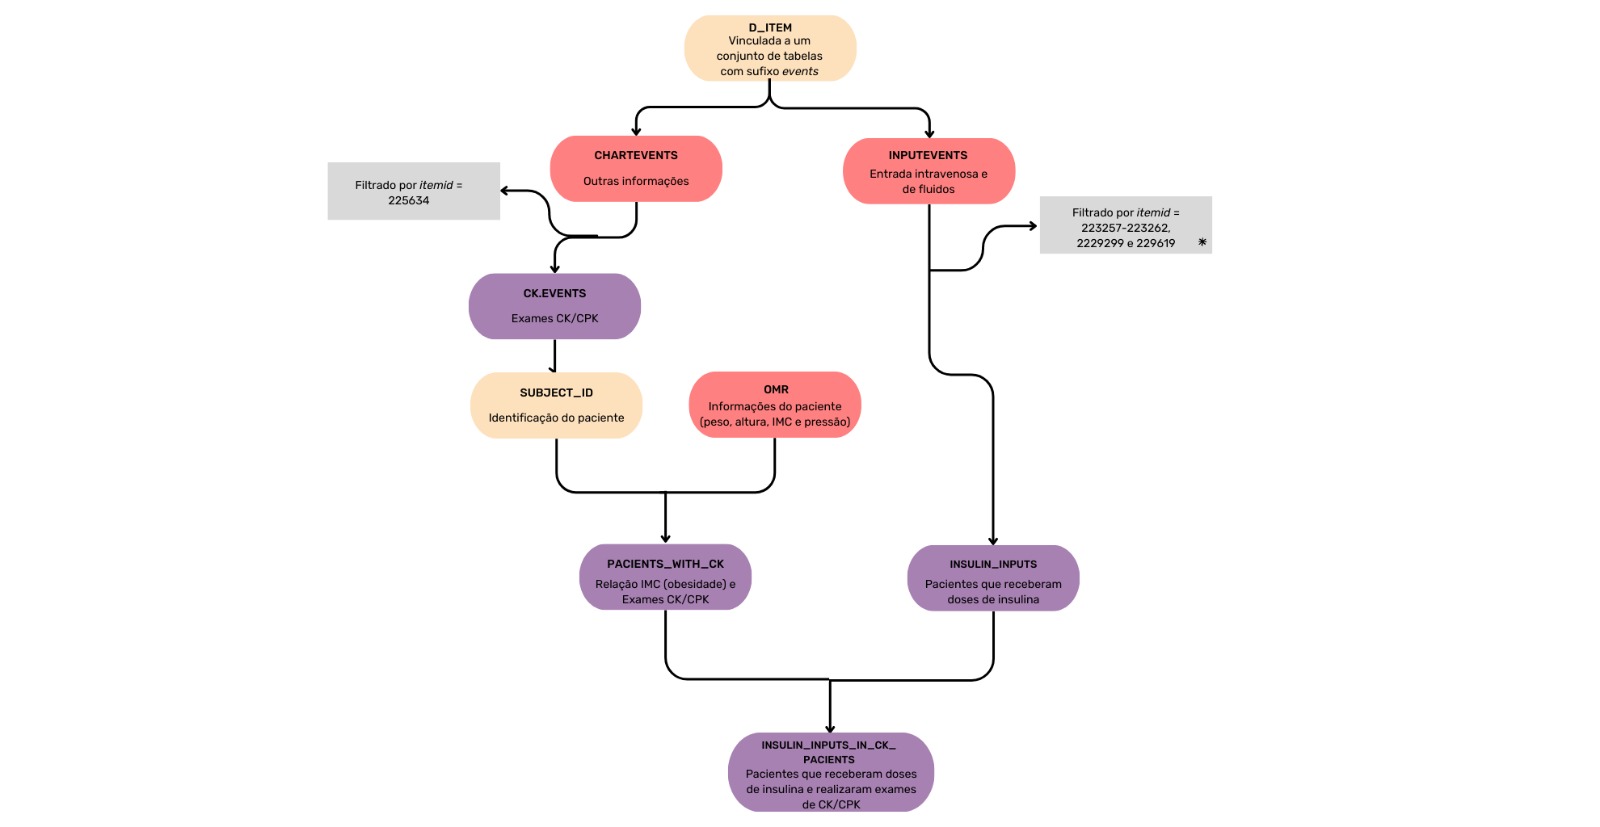 D_ITEM
Vinculada a um
conjunto de tabelas
com sufixo events
CHARTEVENTS
Outras informações
INPUTEVENTS
Entrada intravenosa e
de fluidos
Filtrado por itemid =
225634
Filtrado por itemid =
223257-223262,
2229299 e 229619 *
CK.EVENTS
Exames CK/CPK
SUBJECT_ID
Identificação do paciente
OMR
Informações do paciente
(peso, altura, IMC e pressão)
PACIENTS_WITH_CK
Relação IMC (obesidade) e
Exames CK/CPK
INSULIN_INPUTS
Pacientes que receberam
doses de insulina
INSULIN_INPUTS_IN_CK_
PACIENTS
Pacientes que receberam doses
de insulina e realizaram exames
de CK/CPK